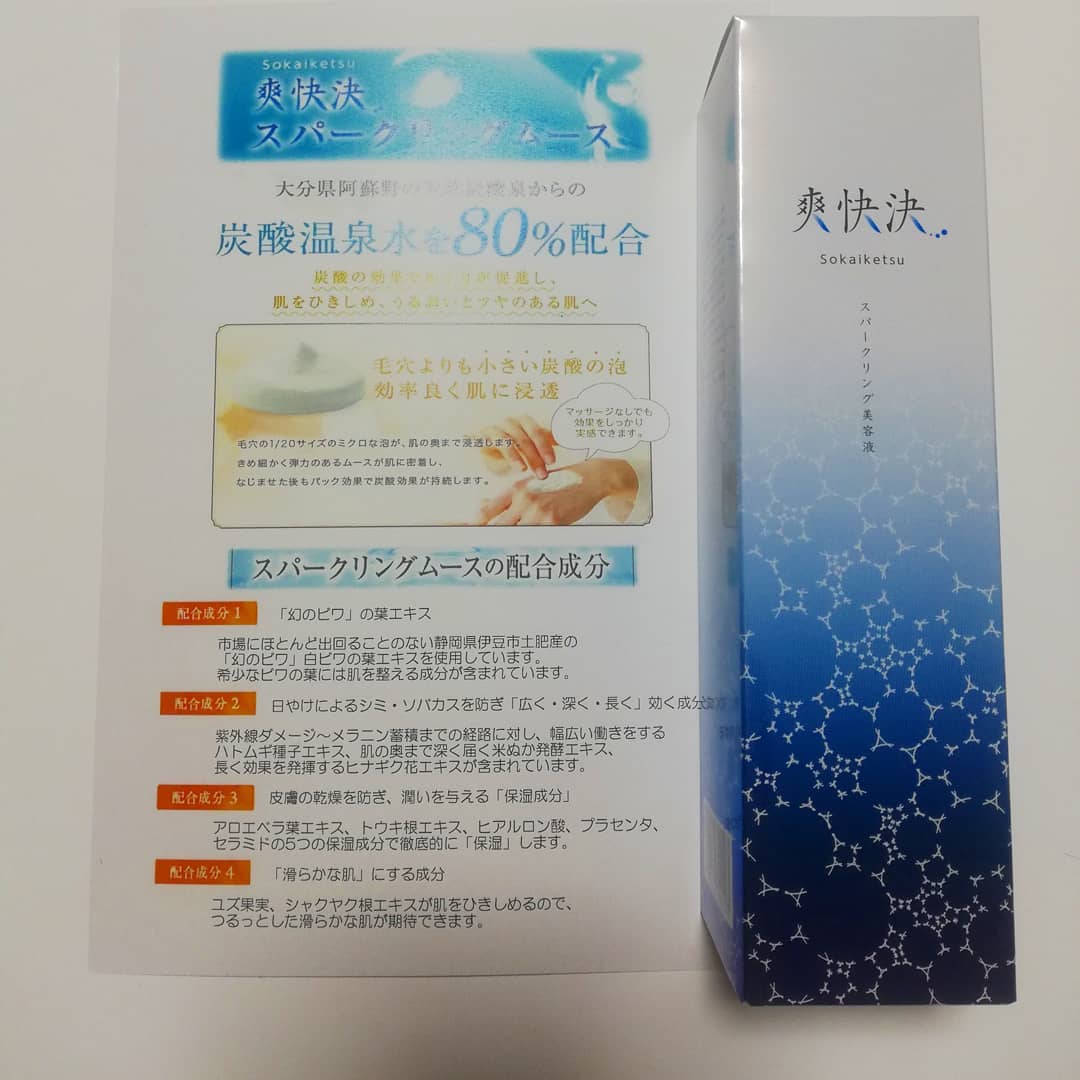 Sokaiketsu
爽快決
スパークリングムース
大分県阿蘇野の天然炭酸泉からの
炭酸温泉水を80%配合
炭酸の効果でめぐりが促進し、
肌をひきしめ、うるおいとツヤのある肌へ
毛穴よりも小さい炭酸の泡
効率良く肌に浸透
マッサージなしでも
効果をしっかり
実感できます。
毛穴の1/20サイズのミクロな泡が、肌の奥まで浸透します。
きめ細かく弾力のあるムースが肌に密着し、
なじませた後もパック効果で炭酸効果が持続します。
スパークリングムースの配合成分
配合成分1 「幻のビワ」の葉エキス
市場にほとんど出回ることのない静岡県伊豆市土肥産の
「幻のビワ」白ビワの葉エキスを使用しています。
希少なビワの葉には肌を整える成分が含まれています。
配合成分2 日やけによるシミ・ソバカスを防ぎ「広く・深く・長く」効く成分
紫外線ダメージ～メラニン蓄積までの経路に対し、幅広い働きをする
ハトムギ種子エキス、肌の奥まで深く届く米ぬか発酵エキス、
長く効果を発揮するヒナギク花エキスが含まれています。
配合成分3 皮膚の乾燥を防ぎ、潤いを与える「保湿成分」
アロエベラ葉エキス、トウキ根エキス、ヒアルロン酸、プラセンタ、
セラミドの5つの保湿成分で徹底的に「保湿」します。
配合成分4 「滑らかな肌」にする成分
ユズ果実、シャクヤク根エキスが肌をひきしめるので、
つるっとした滑らかな肌が期待できます。
爽快決
Sokaiketsu
スパークリング美容液